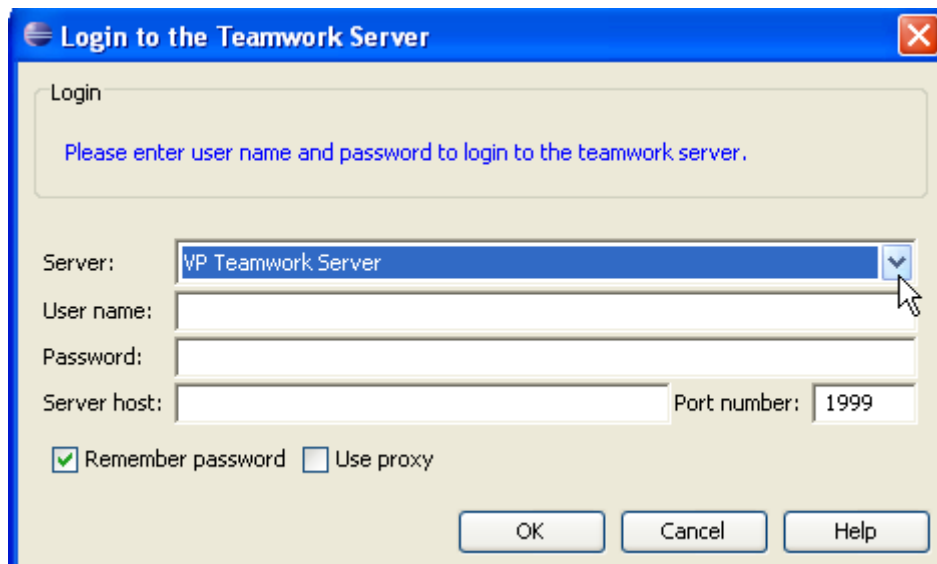 Login to the Teamwork Server
Login
Please enter user name and password to login to the teamwork server.
Server: VP Teamwork Server
User name:
Password:
Server host: Port number: 1999
Remember password Use proxy
OK Cancel Help